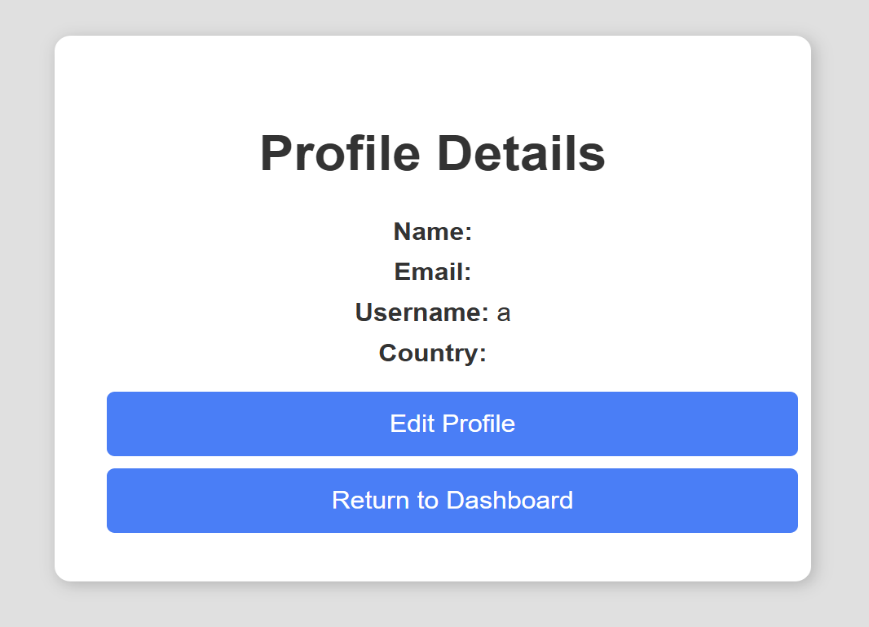 Profile Details
Name:
Email:
Username: a
Country:
Edit Profile
Return to Dashboard